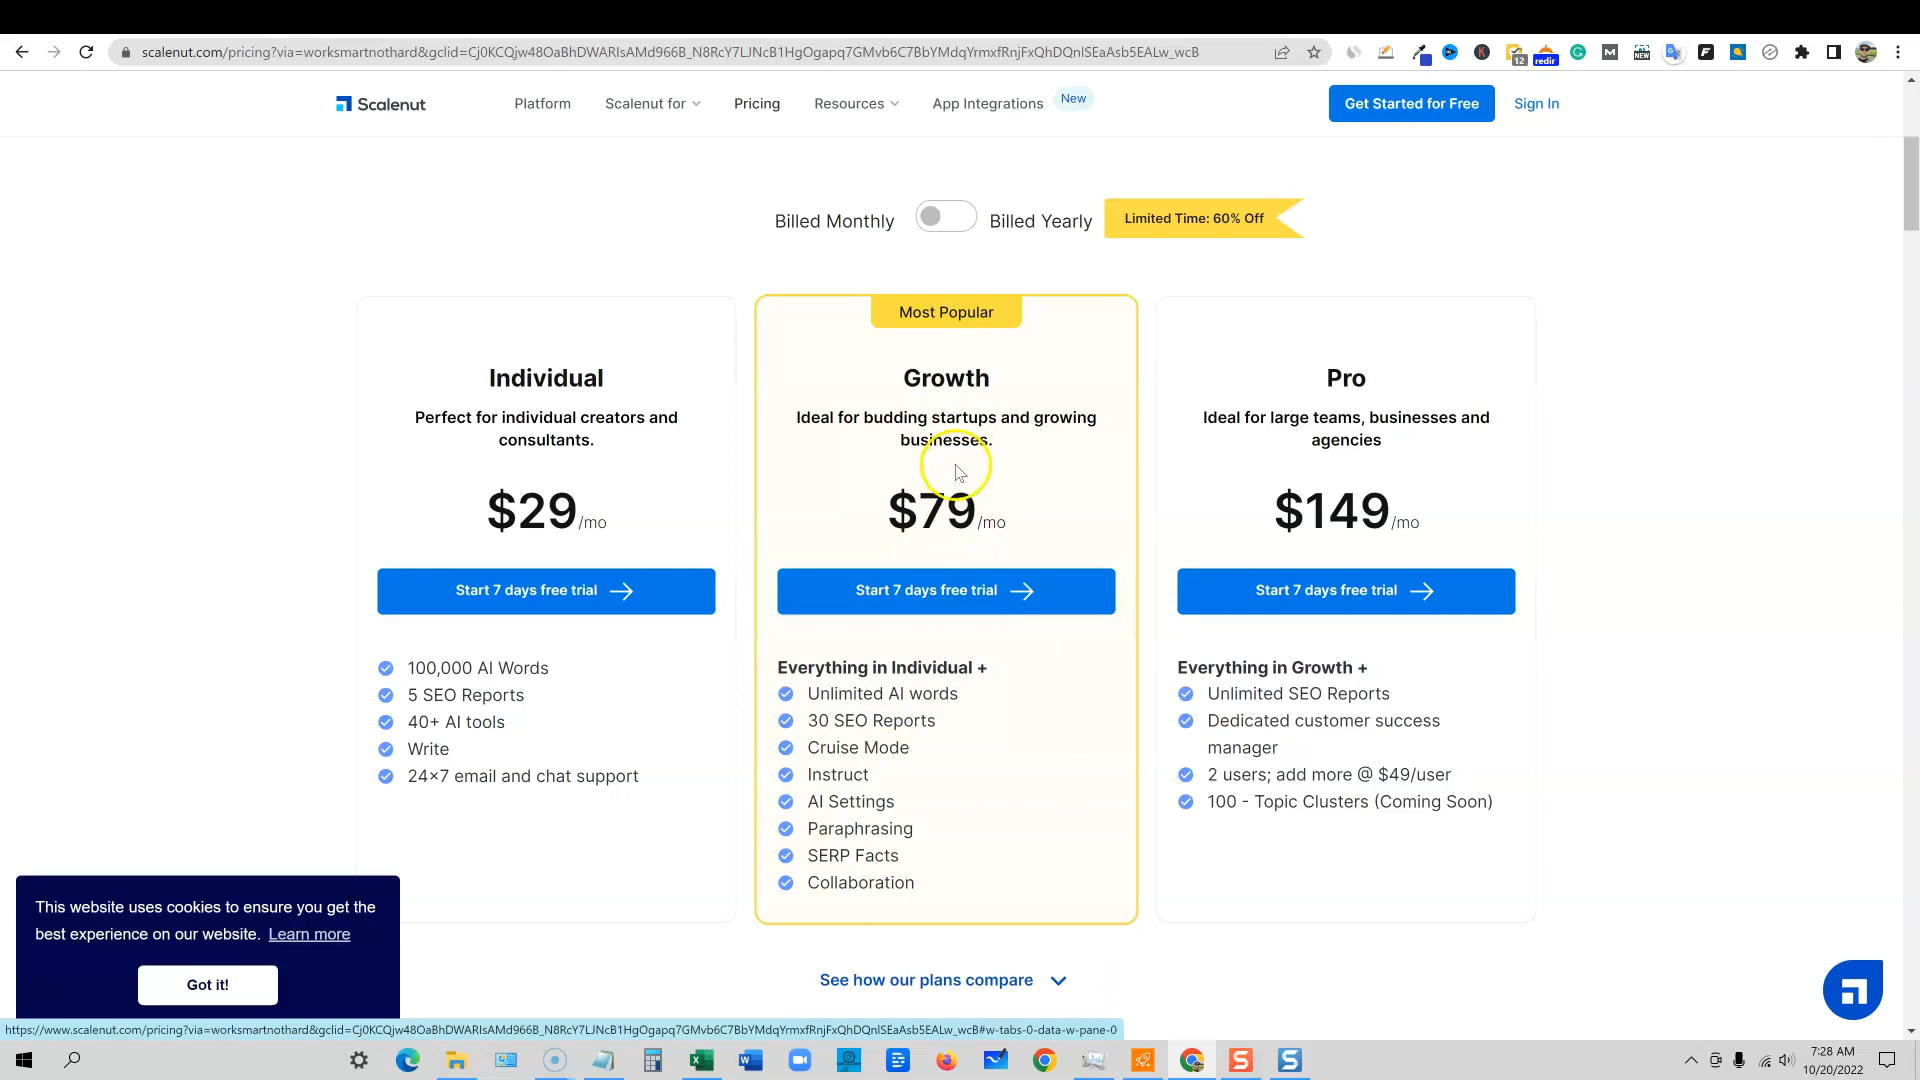 scalenut.com/pricing?via=worksmartnothard&gclid=Cj0KCQjw48OaBhDWARIsAMd966B_N8RcY7LJNcB1HgOgapq7GMvb6C7BbYMdqYrmxfRnjFxQhDQnlSEaAsb5EALw_wcB
12
redir
NEW
Scalenut
Platform
Scalenut for
Pricing
Resources
App Integrations
New
Get Started for Free
Sign In
Billed Monthly
Billed Yearly
Limited Time: 60% Off
Individual
Perfect for individual creators and
consultants.
$29/mo
Start 7 days free trial
100,000 AI Words
5 SEO Reports
40+ AI tools
Write
24×7 email and chat support
Most Popular
Growth
Ideal for budding startups and growing
businesses.
$79/mo
Start 7 days free trial
Everything in Individual +
Unlimited AI words
30 SEO Reports
Cruise Mode
Instruct
AI Settings
Paraphrasing
SERP Facts
Collaboration
Pro
Ideal for large teams, businesses and
agencies
$149/mo
Start 7 days free trial
Everything in Growth +
Unlimited SEO Reports
Dedicated customer success
manager
2 users; add more @ $49/user
100 - Topic Clusters (Coming Soon)
See how our plans compare
This website uses cookies to ensure you get the
best experience on our website. Learn more
Got it!
https://www.scalenut.com/pricing?via=worksmartnothard&gclid=Cj0KCQjw48OaBhDWARIsAMd966B_N8RcY7LJNcB1HgOgapq7GMvb6C7BbYMdqYrmxfRnjFxQhDQnlSEaAsb5EALw_wcB#w-tabs-0-data-w-pane-0
7:28 AM
10/20/2022